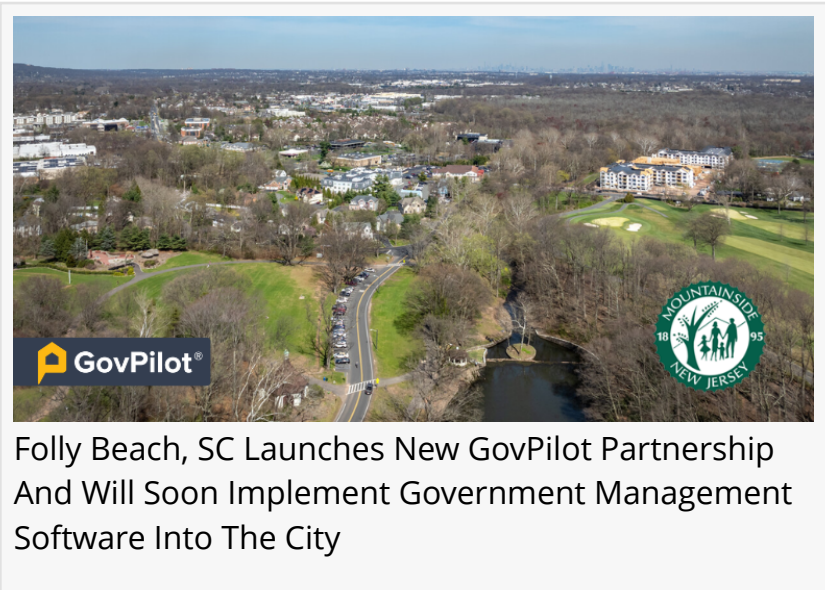 GovPilot®
MOUNTAINSIDE
18 95
NEW JERSEY
Folly Beach, SC Launches New GovPilot Partnership
And Will Soon Implement Government Management
Software Into The City